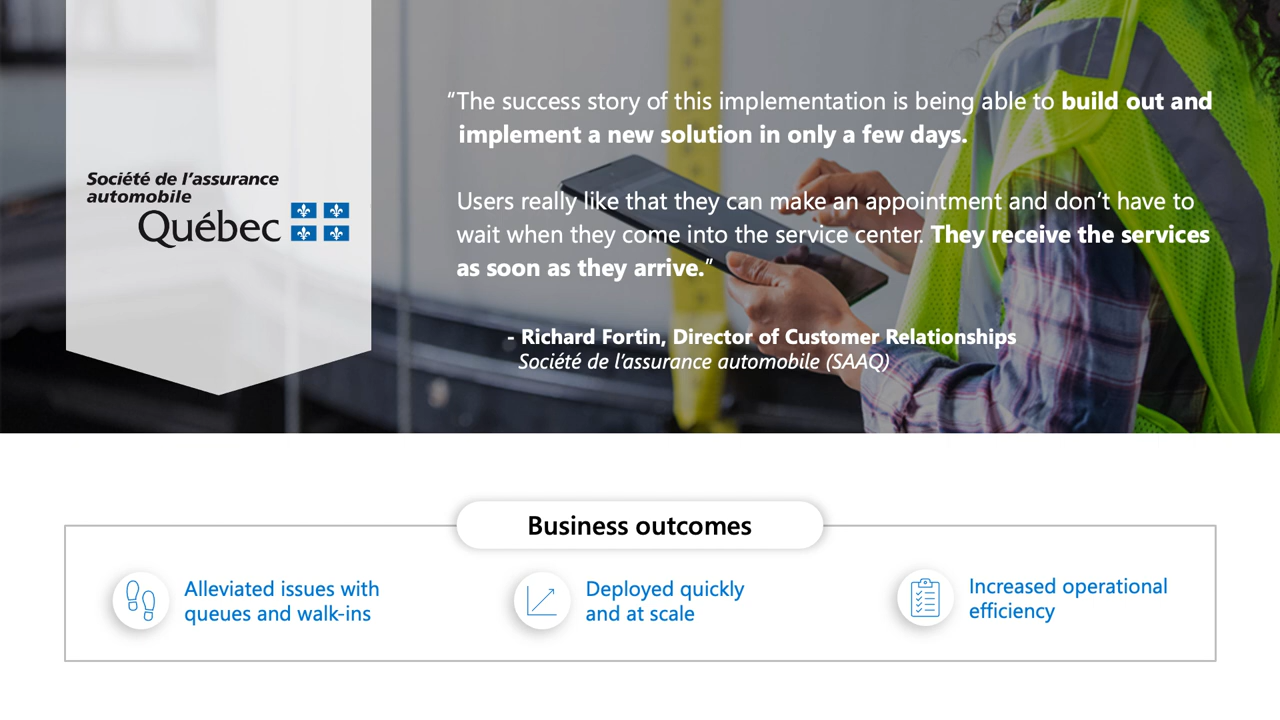 Société de l’assurance
automobile
Québec
“The success story of this implementation is being able to build out and
implement a new solution in only a few days.
Users really like that they can make an appointment and don’t have to
wait when they come into the service center. They receive the services
as soon as they arrive.”
- Richard Fortin, Director of Customer Relationships
Société de l’assurance automobile (SAAQ)
Business outcomes
Alleviated issues with
queues and walk-ins
Deployed quickly
and at scale
Increased operational
efficiency